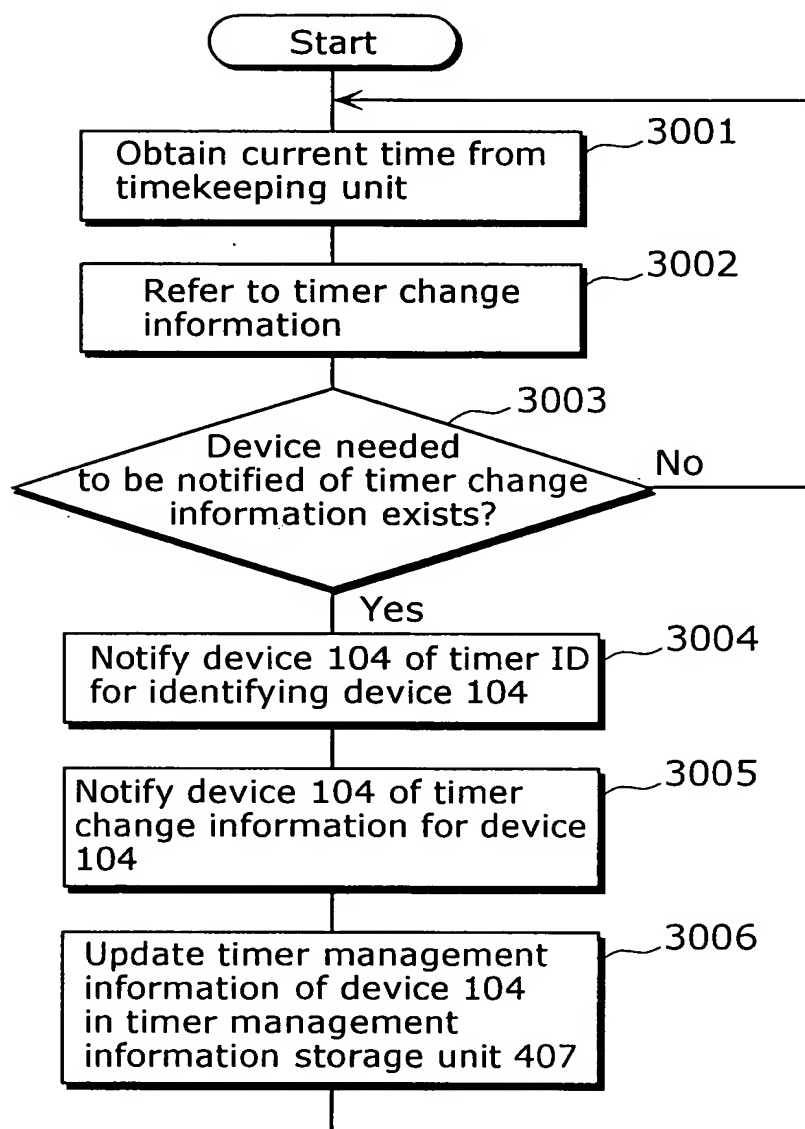 Start
Obtain current time from
timekeeping unit
3001
Refer to timer change
information
3002
3003
Device needed
to be notified of timer change
information exists?
No
Yes
Notify device 104 of timer ID
for identifying device 104
3004
Notify device 104 of timer
change information for device
104
3005
Update timer management
information of device 104
in timer management
information storage unit 407
3006